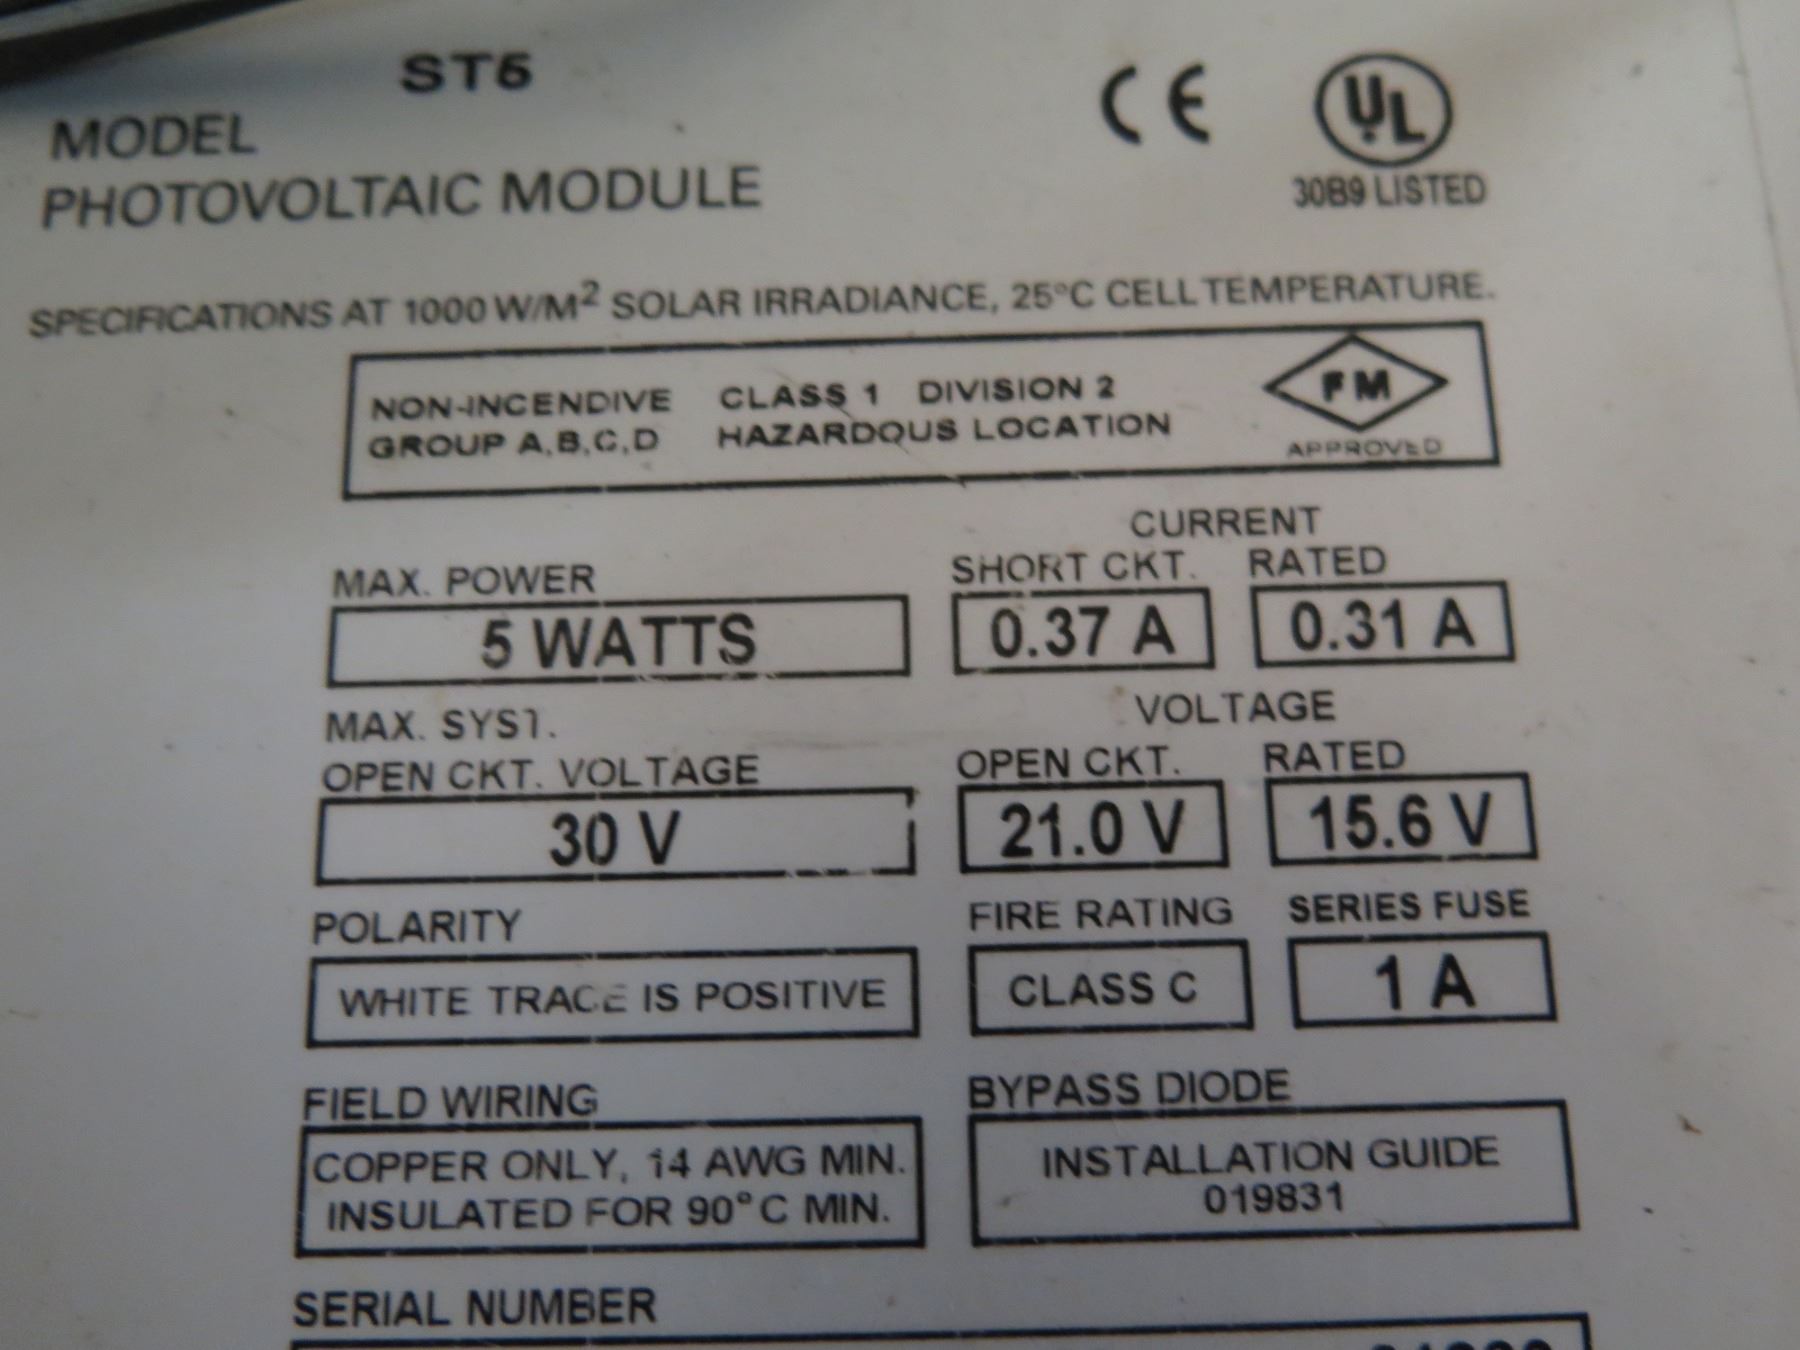 ST5
MODEL
PHOTOVOLTAIC MODULE
CE
UL
30B9 LISTED
SPECIFICATIONS AT 1000 W/M² SOLAR IRRADIANCE, 25°C CELL TEMPERATURE.
NON-INCENDIVE CLASS 1 DIVISION 2
GROUP A,B,C,D HAZARDOUS LOCATION
FM
APPROVED
CURRENT
MAX. POWER SHORT CKT. RATED
5 WATTS 0.37 A 0.31 A
MAX. SYST. VOLTAGE
OPEN CKT. VOLTAGE OPEN CKT. RATED
30 V 21.0 V 15.6 V
POLARITY FIRE RATING SERIES FUSE
WHITE TRACE IS POSITIVE CLASS C 1 A
FIELD WIRING BYPASS DIODE
COPPER ONLY, 14 AWG MIN. INSTALLATION GUIDE
INSULATED FOR 90°C MIN. 019831
SERIAL NUMBER